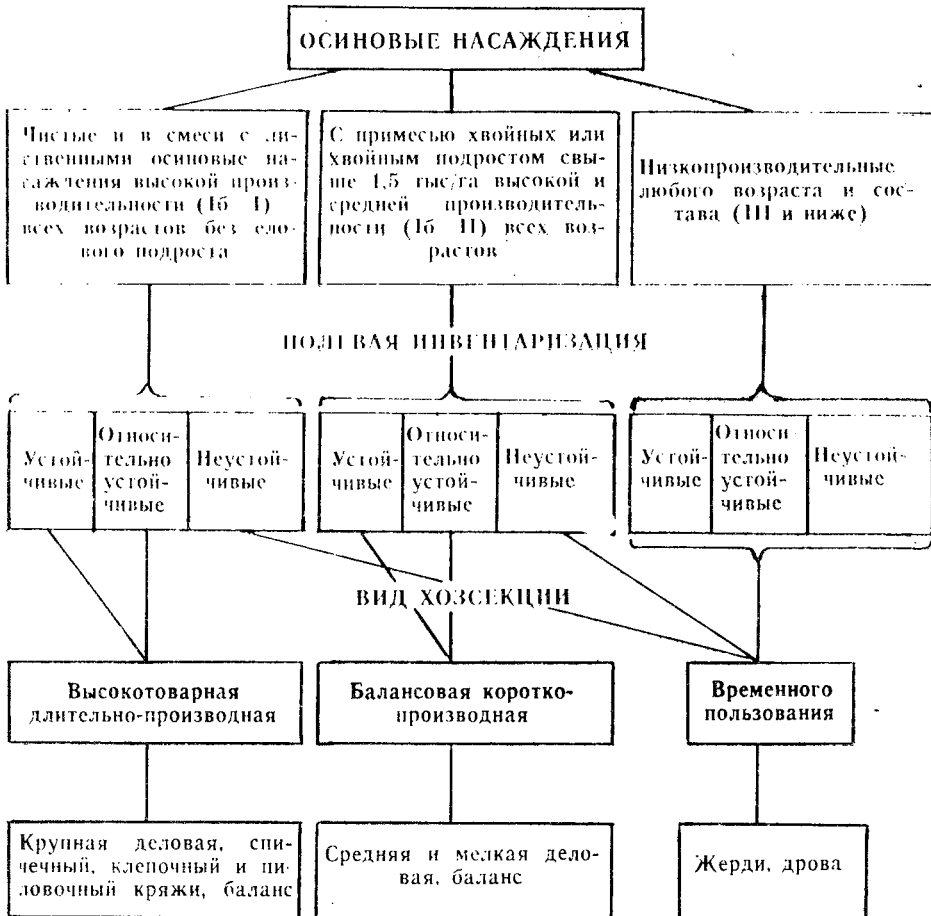 ОСИНОВЫЕ НАСАЖДЕНИЯ
Чистые и в смеси с ли-
ственными осиновые на-
саждения высокой произ-
водительности (Iб I)
всех возрастов без ело-
вого подроста
С примесью хвойных или
хвойным подростом свы-
ше 1,5 тыс/га высокой и
средней производитель-
ности (Iб II) всех воз-
растов
Низкопроизводительные
любого возраста и сос-
тава (III и ниже)
ПОЛЕВАЯ ИНВЕНТАРИЗАЦИЯ
Устой-
чивые
Относи-
тельно
устой-
чивые
Неустой-
чивые
Устой-
чивые
Относи-
тельно
устой-
чивые
Неустой-
чивые
Устой-
чивые
Относи-
тельно
устой-
чивые
Неустой-
чивые
ВИД ХОЗСЕКЦИИ
Высокотоварная
длительно-производная
Балансовая коротко-
производная
Временного
пользования
Крупная деловая, спи-
чечный, клепочный и пи-
ловочный кряжи, баланс
Средняя и мелкая дело-
вая, баланс
Жерди, дрова